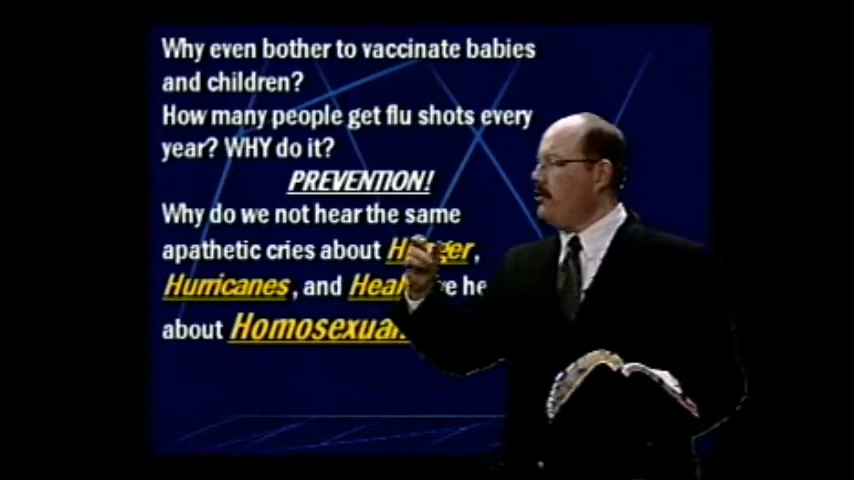 Why even bother to vaccinate babies
and children?
How many people get flu shots every
year? WHY do it?
PREVENTION!
Why do we not hear the same
apathetic cries about
Hurricanes, and
about